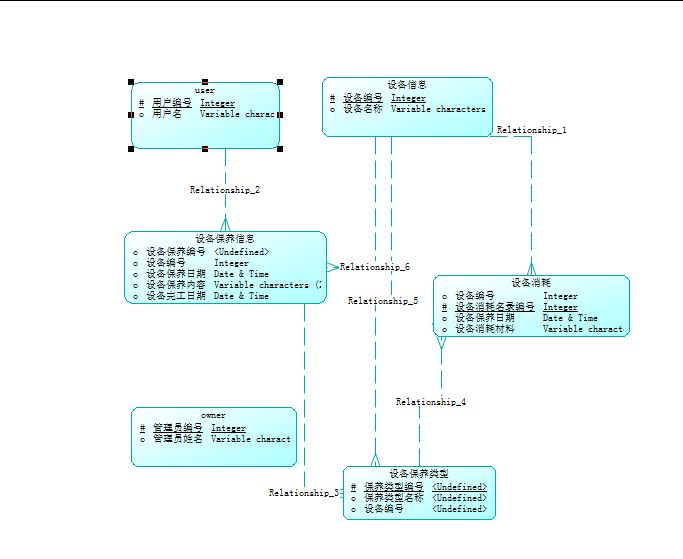 user
# 用户编号 Integer
o 用户名 Variable charac
设备信息
# 设备编号 Integer
o 设备名称 Variable characters
Relationship_1
Relationship_2
设备保养信息
o 设备保养编号 <Undefined>
o 设备编号 Integer
o 设备保养日期 Date & Time
o 设备保养内容 Variable characters (
o 设备完工日期 Date & Time
Relationship_6
Relationship_5
设备消耗
o 设备编号 Integer
# 设备消耗名录编号 Integer
o 设备保养日期 Date & Time
o 设备消耗材料 Variable charact
Relationship_4
owner
# 管理员编号 Integer
o 管理员姓名 Variable charact
设备保养类型
# 保养类型编号 <Undefined>
o 保养类型名称 <Undefined>
o 设备编号 <Undefined>
Relationship_3